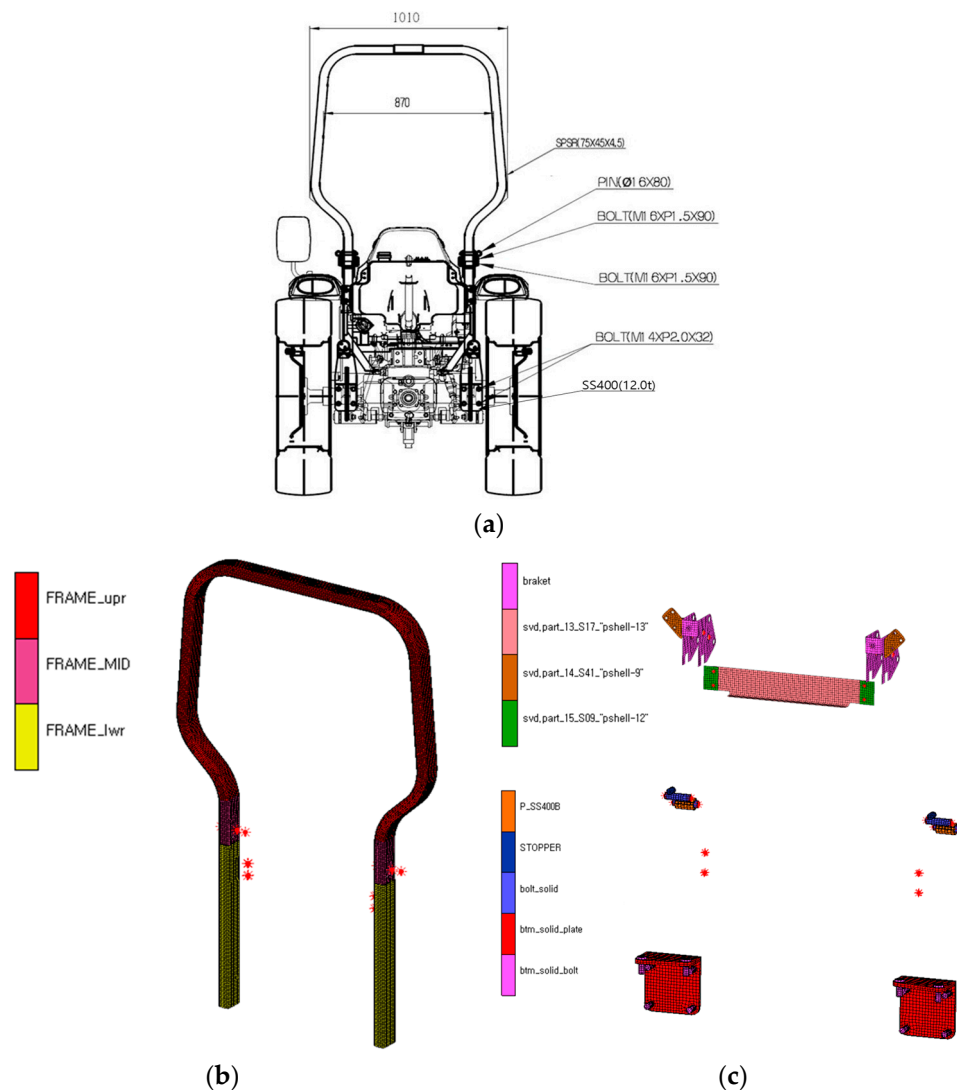 1010
870
SPSR(75X45X4.5)
PIN(Ø16X80)
BOLT(M16XP1.5X90)
BOLT(M16XP1.5X90)
BOLT(M14XP2.0X32)
SS400(12.0t)
(a)
FRAME_upr
FRAME_MID
FRAME_lwr
(b)
braket
svd_part_13_S17_"pshell-13"
svd_part_14_S41_"pshell-9"
svd_part_15_S09_"pshell-12"
P_SS400B
STOPPER
bolt_solid
btm_solid_plate
btm_solid_bolt
(c)